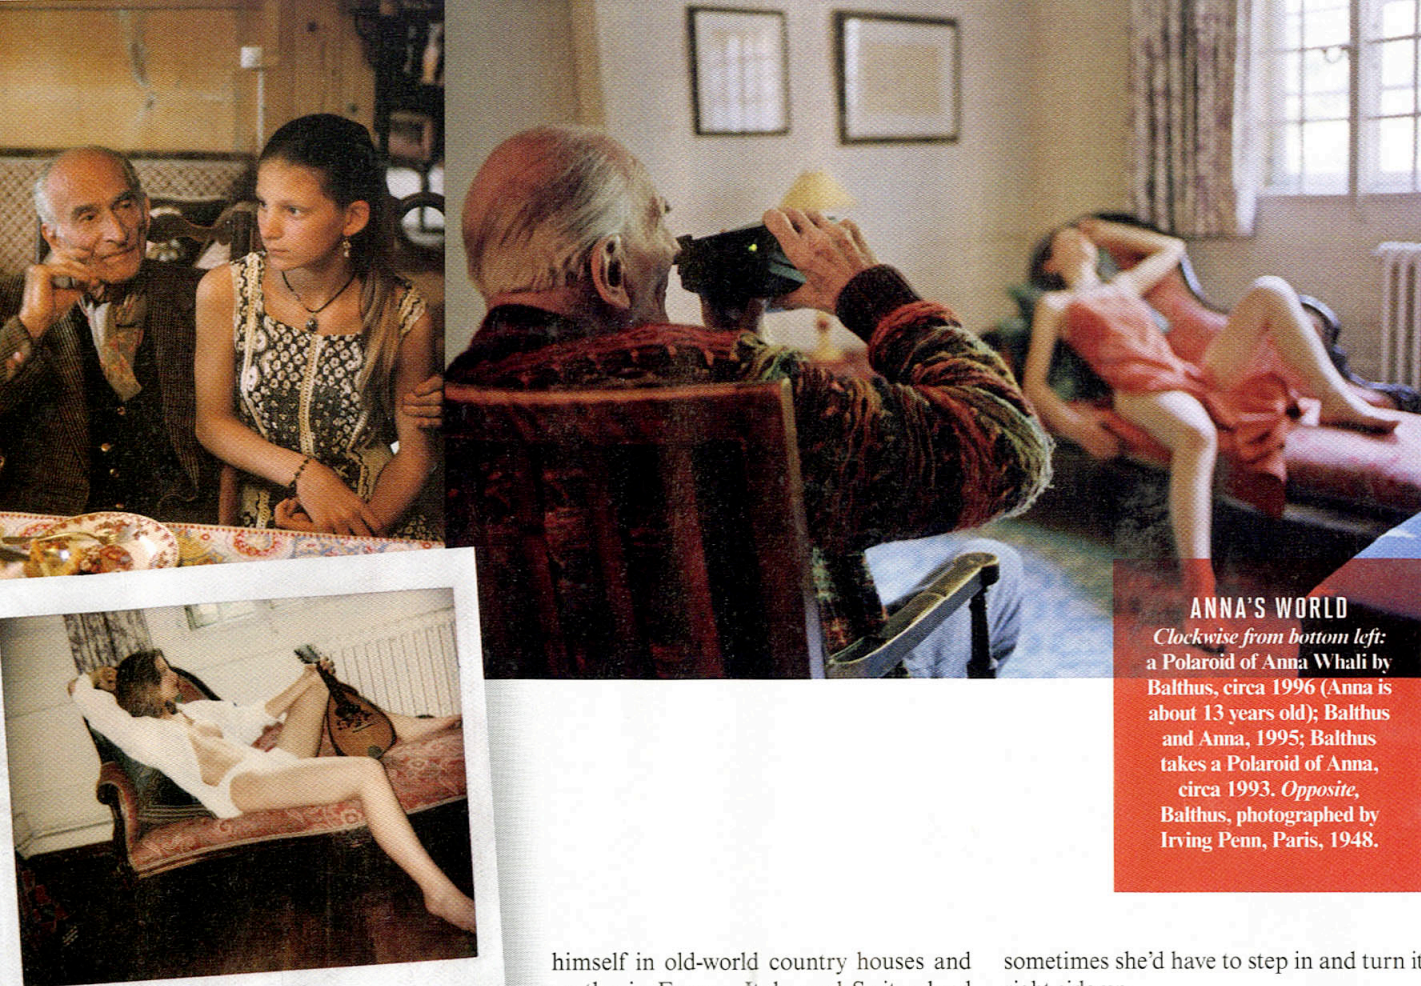 ANNA'S WORLD
Clockwise from bottom left:
a Polaroid of Anna Whali by
Balthus, circa 1996 (Anna is
about 13 years old); Balthus
and Anna, 1995; Balthus
takes a Polaroid of Anna,
circa 1993. Opposite,
Balthus, photographed by
Irving Penn, Paris, 1948.
himself in old-world country houses and
sometimes she'd have to step in and turn it